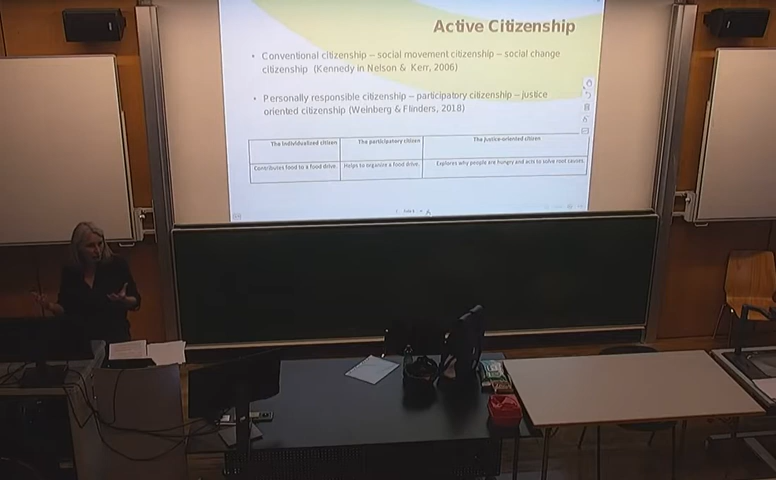 Active Citizenship
• Conventional citizenship – social movement citizenship – social change
citizenship (Kennedy in Nelson & Kerr, 2006)
• Personally responsible citizenship – participatory citizenship – justice
oriented citizenship (Weinberg & Flinders, 2018)
The individualized citizen The participatory citizen The justice-oriented citizen
Contributes food to a food drive. Helps to organize a food drive. Explores why people are hungry and acts to solve root causes.